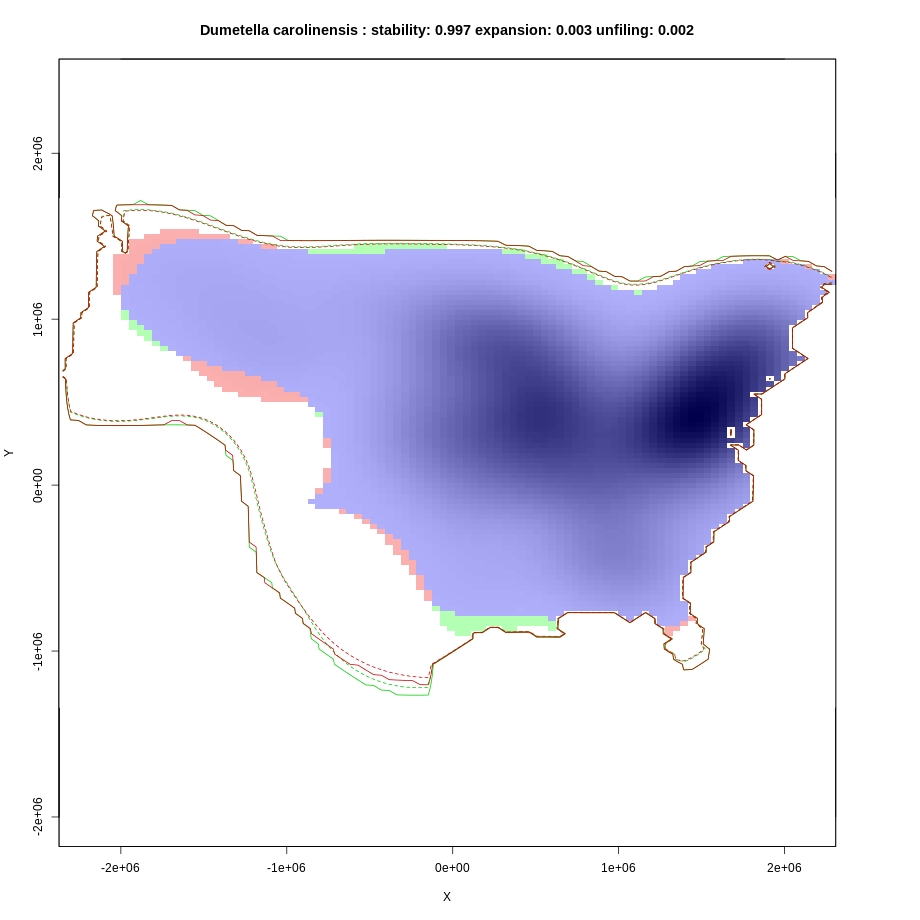 Dumetella carolinensis : stability: 0.997 expansion: 0.003 unfiling: 0.002
2e+06
1e+06
0e+00
-1e+06
-2e+06
Y
-2e+06 -1e+06 0e+00 1e+06 2e+06
X